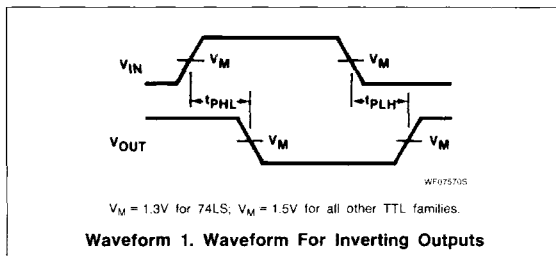 VIN
VM
VM
tPHL
tPLH
VOUT
VM
VM
WF07570S
VM = 1.3V for 74LS; VM = 1.5V for all other TTL families.
Waveform 1. Waveform For Inverting Outputs